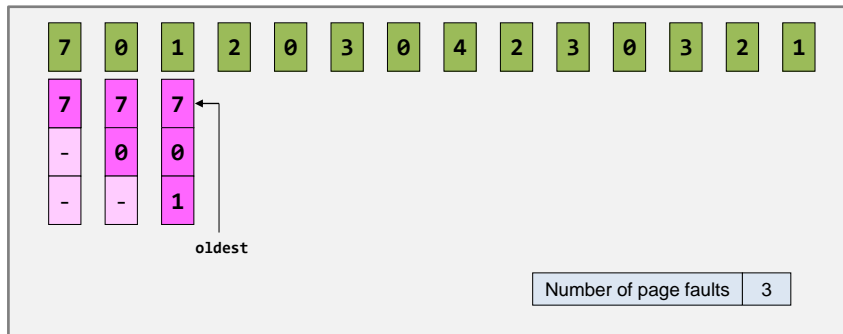 7 0 1 2 0 3 0 4 2 3 0 3 2 1
7 7 7
- 0 0
- - 1
oldest
Number of page faults 3